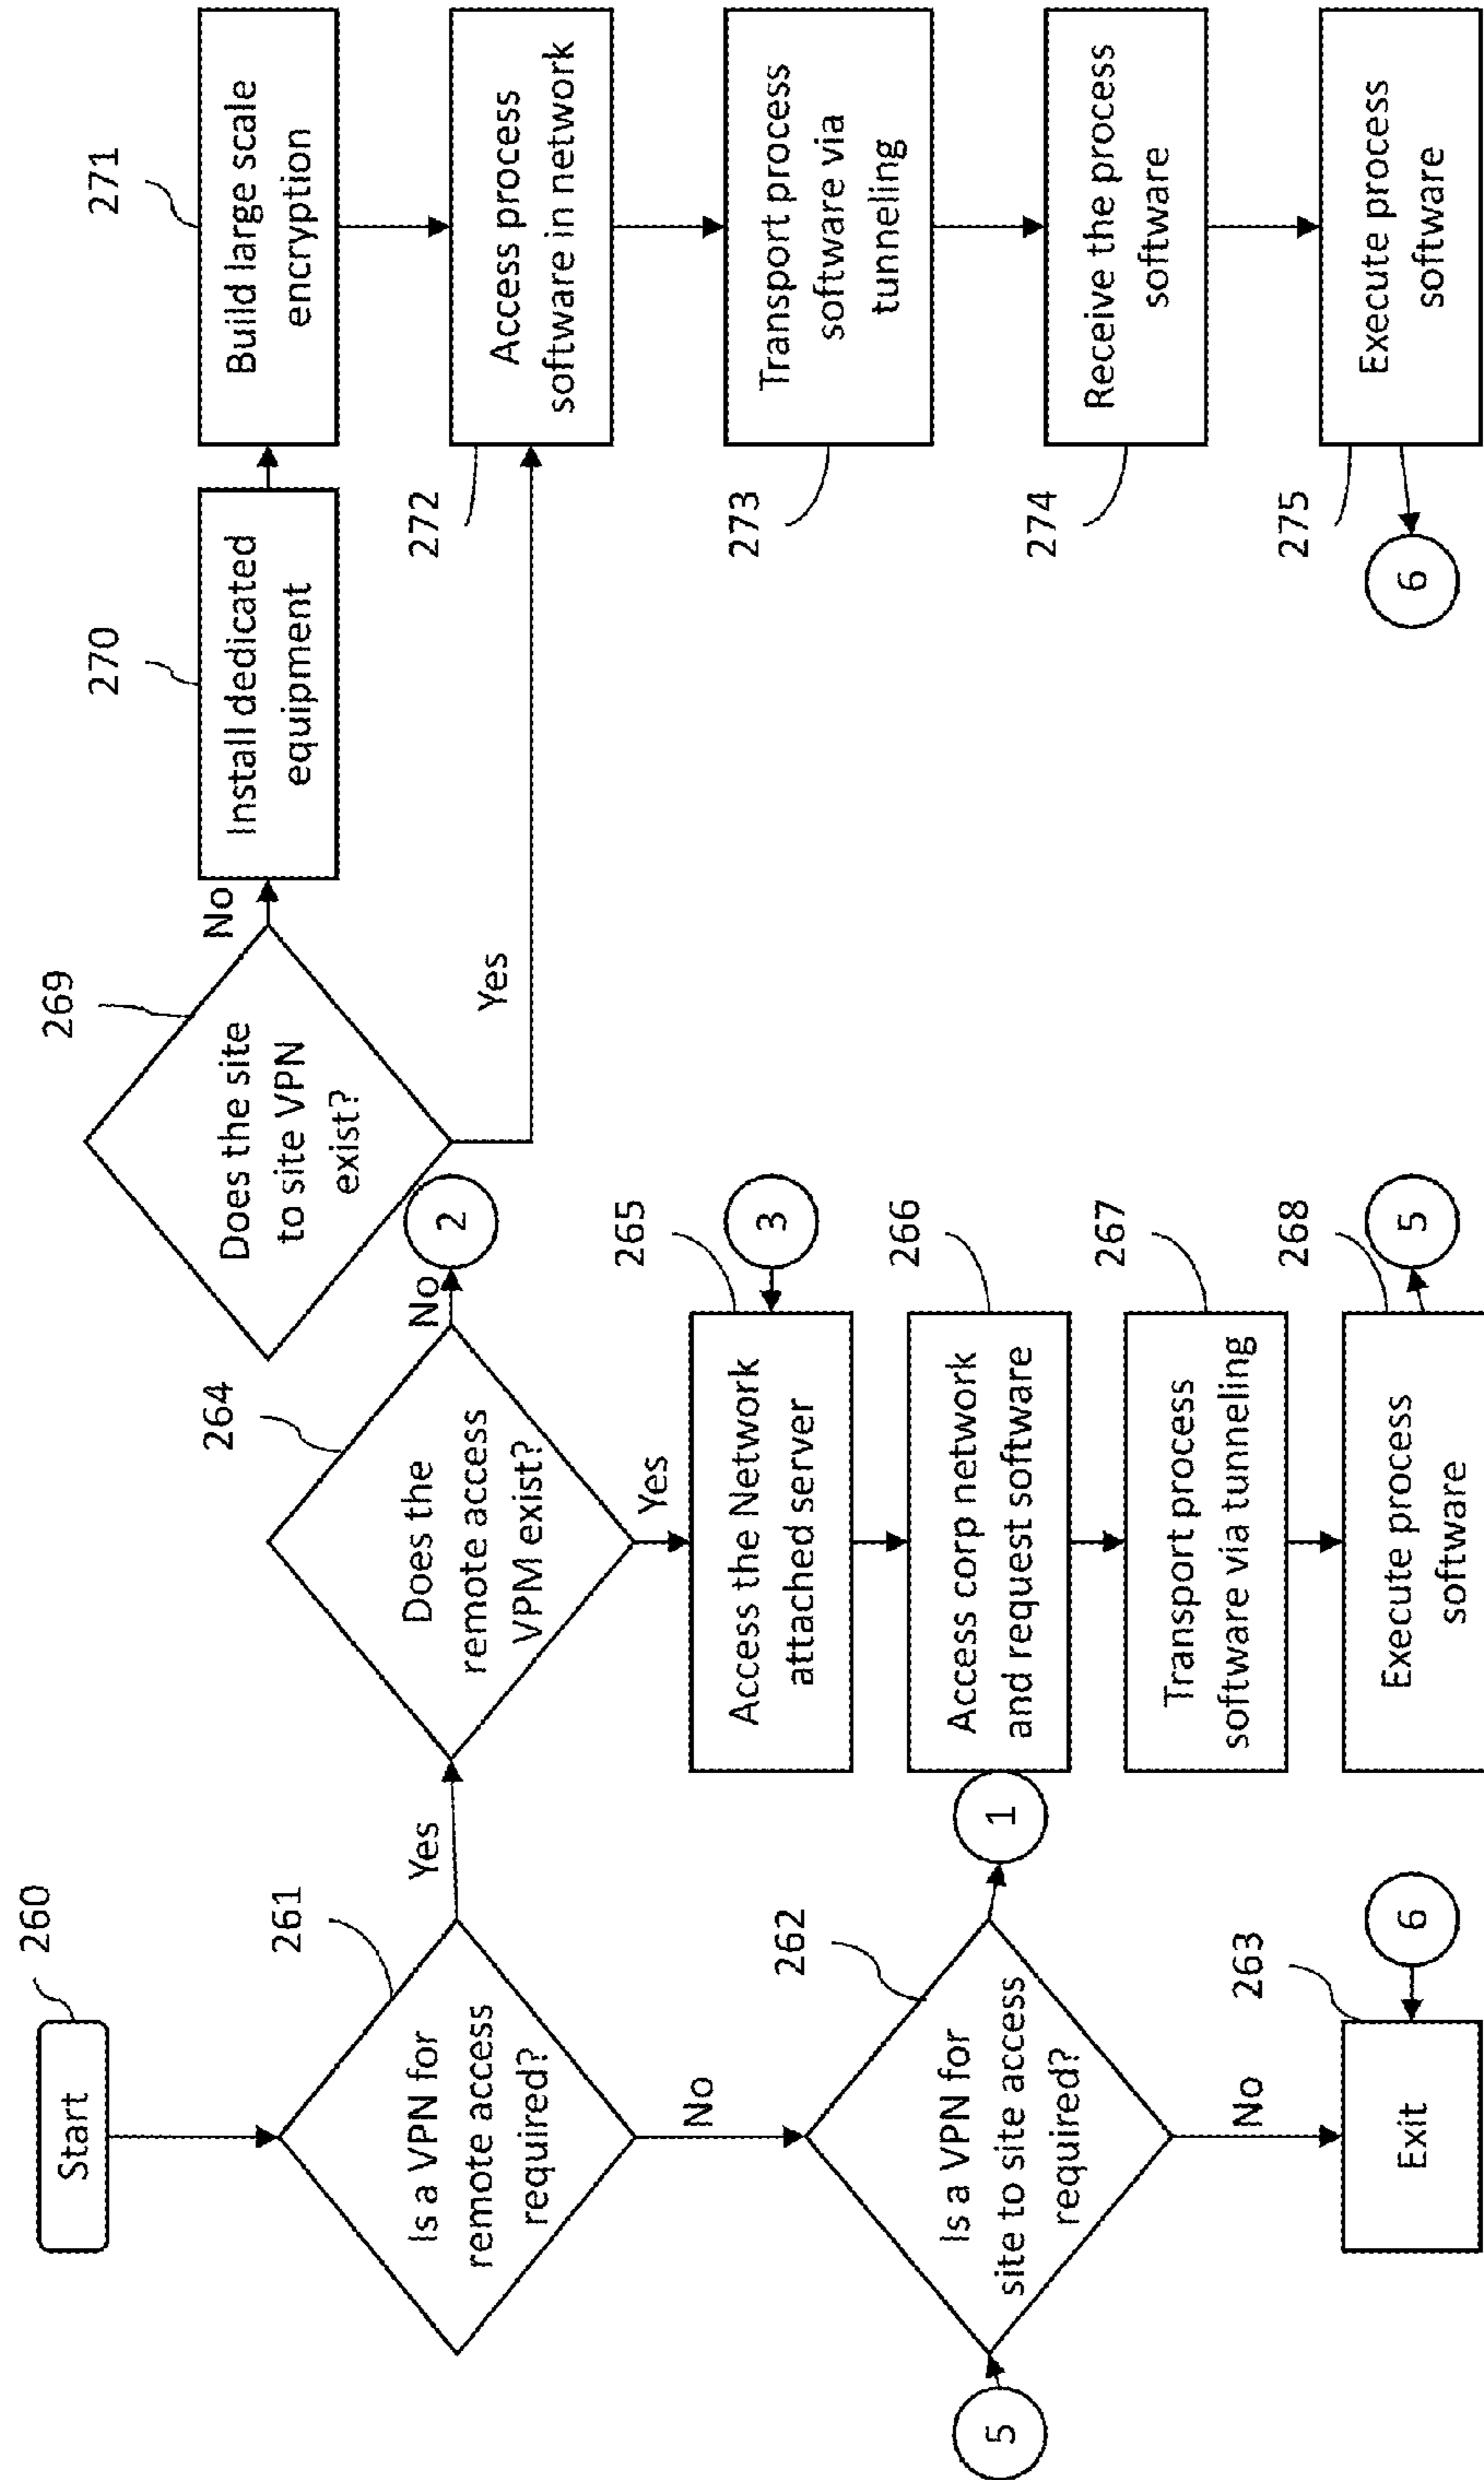 260
Start
261
Is a VPN for
remote access
required?
Yes
No
262
Is a VPN for
site to site access
required?
5
1
No
263
Exit
6
264
Does the
remote access
VPM exist?
No
2
Yes
265
Access the Network
attached server
3
266
Access corp network
and request software
267
Transport process
software via tunneling
268
Execute process
software
5
269
Does the site
to site VPN
exist?
No
Yes
270
Install dedicated
equipment
271
Build large scale
encryption
272
Access process
software in network
273
Transport process
software via
tunneling
274
Receive the process
software
275
Execute process
software
6